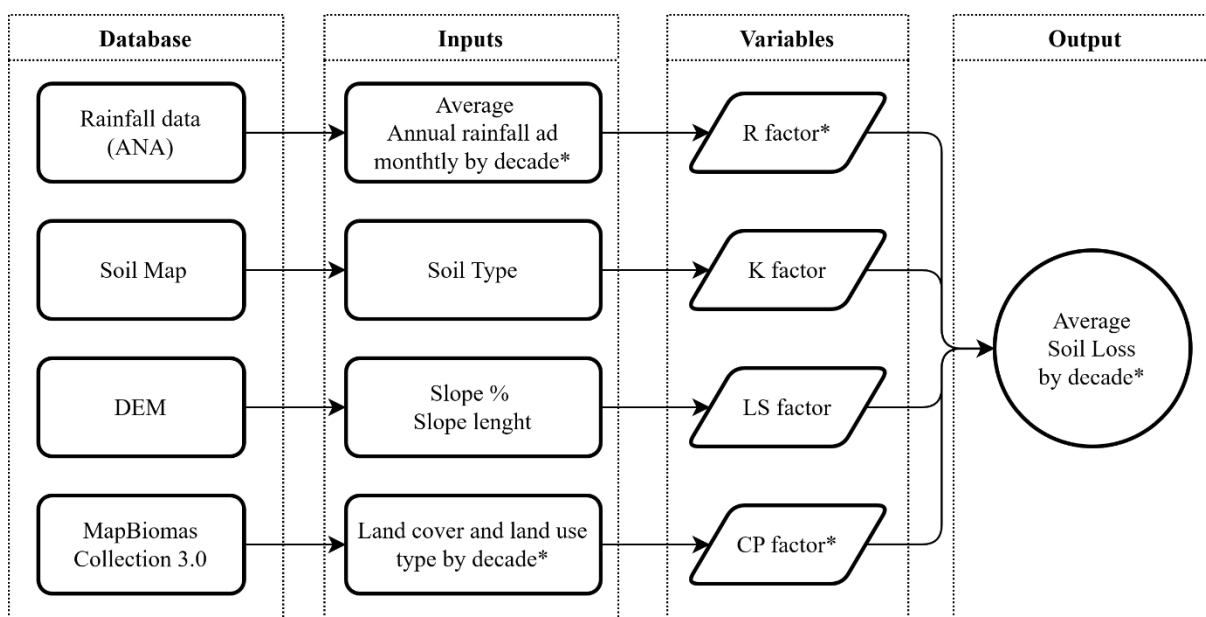 Database
Inputs
Variables
Output
Rainfall data
(ANA)
Average
Annual rainfall ad
monthtly by decade*
R factor*
Soil Map
Soil Type
K factor
DEM
Slope %
Slope lenght
LS factor
MapBiomas
Collection 3.0
Land cover and land use
type by decade*
CP factor*
Average
Soil Loss
by decade*